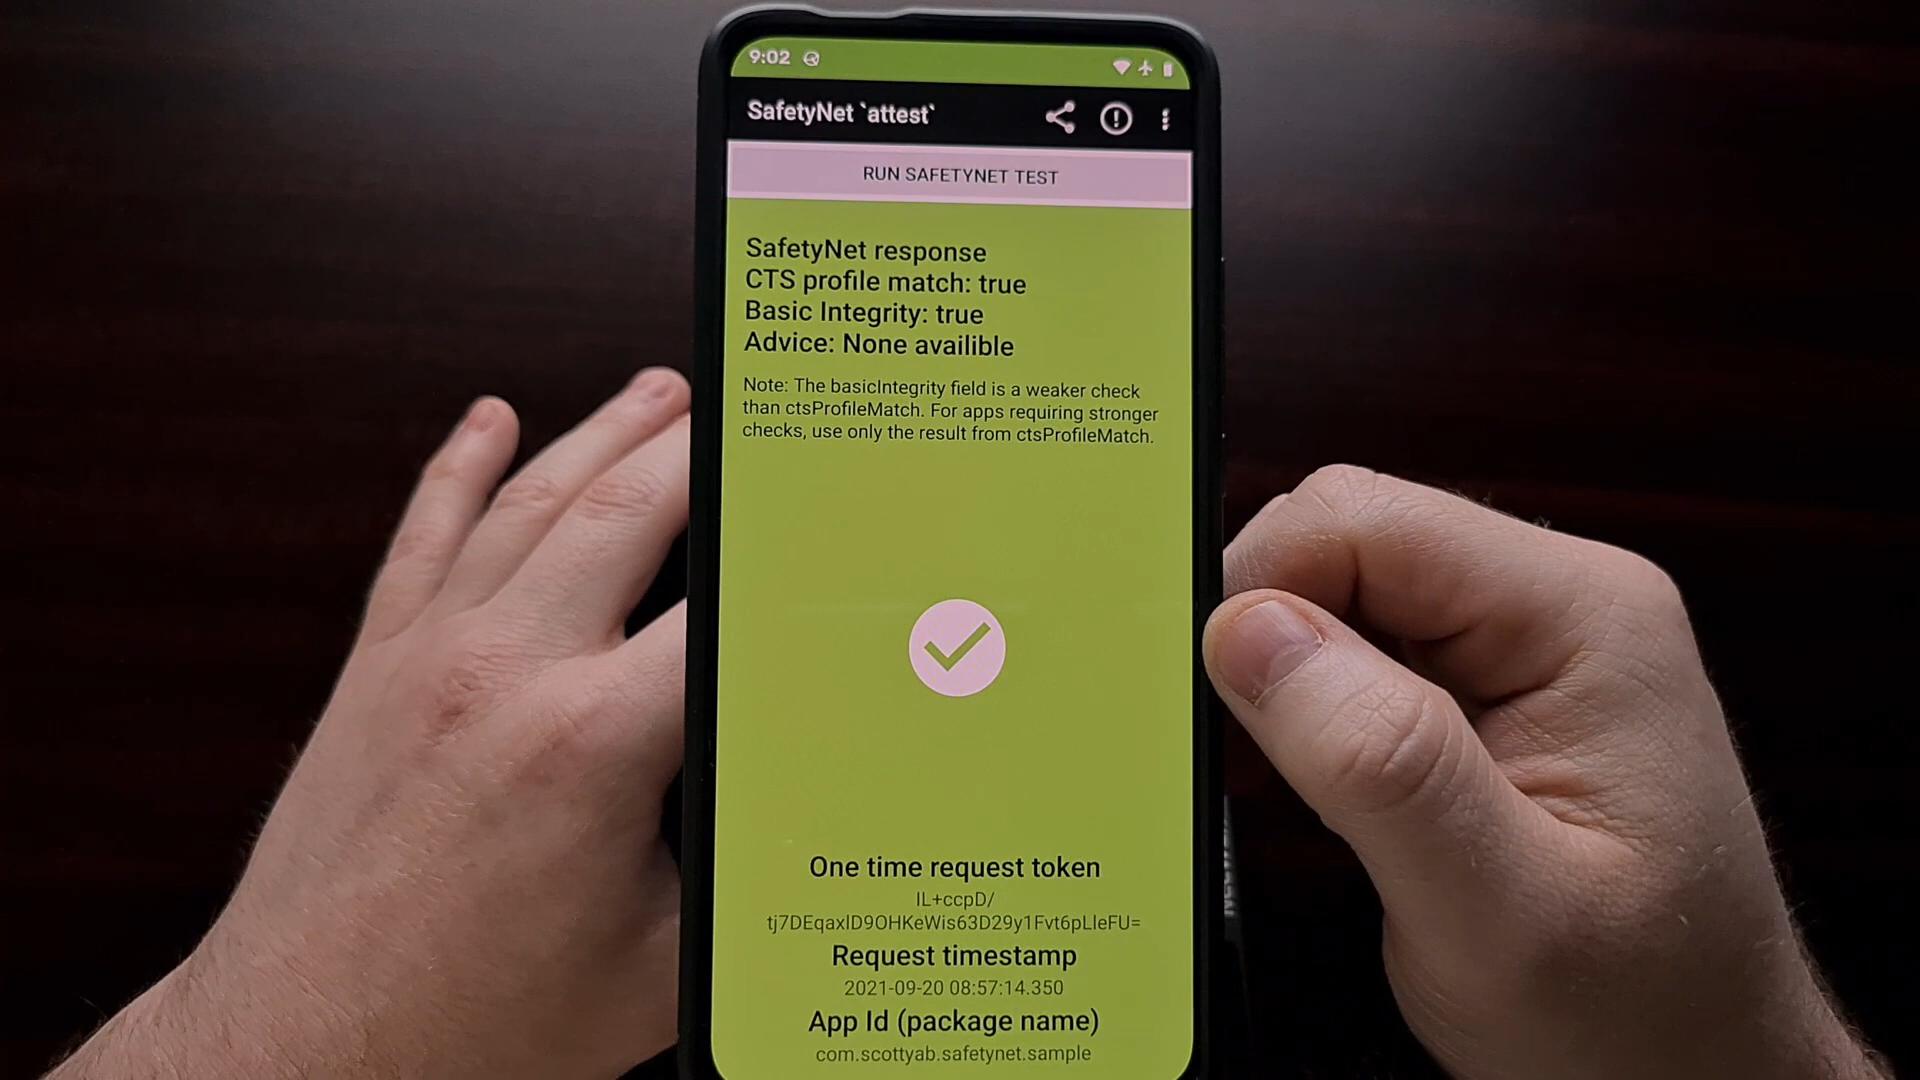 9:02
SafetyNet `attest`
RUN SAFETYNET TEST
SafetyNet response
CTS profile match: true
Basic Integrity: true
Advice: None availible
Note: The basicIntegrity field is a weaker check
than ctsProfileMatch. For apps requiring stronger
checks, use only the result from ctsProfileMatch.
One time request token
IL+ccpD/
tj7DEqaxlD9OHKeWis63D29y1Fvt6pLleFU=
Request timestamp
2021-09-20 08:57:14.350
App Id (package name)
com.scottyab.safetynet.sample